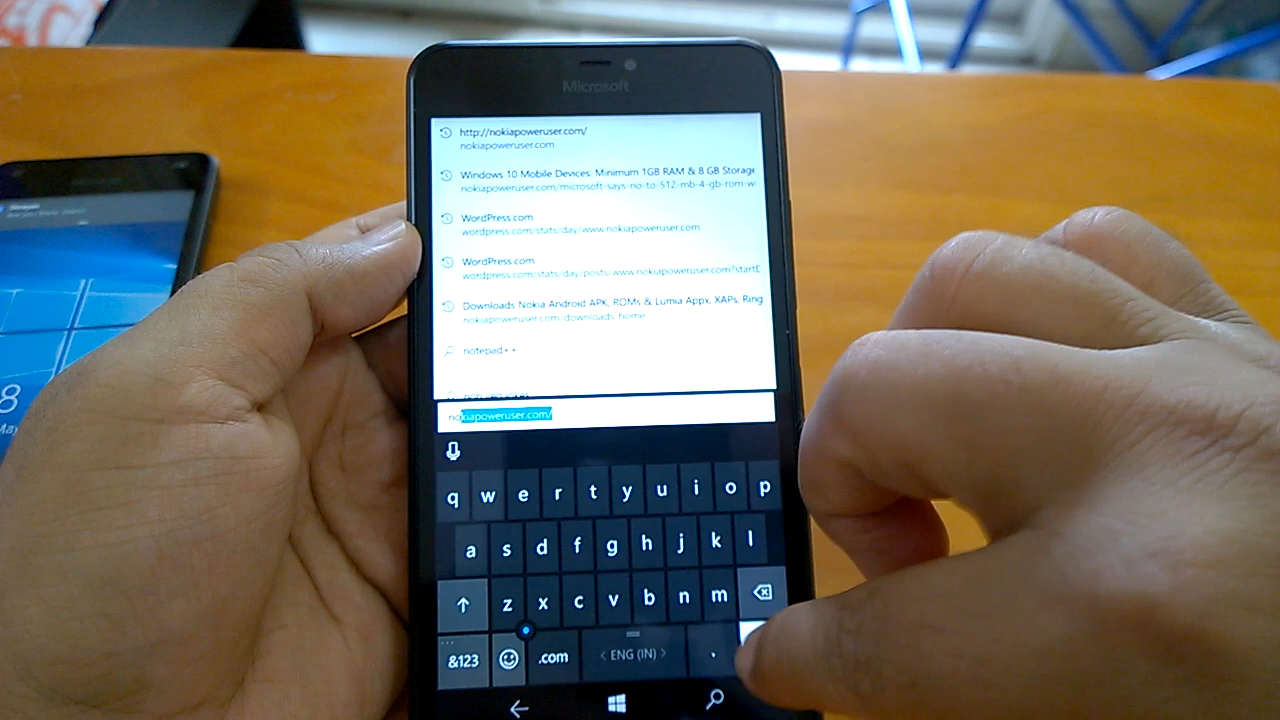 Microsoft
http://nokiapoweruser.com/
nokiapoweruser.com
Windows 10 Mobile Devices: Minimum 1GB RAM & 8 GB Storage
nokiapoweruser.com/microsoft-says-no-to-512-mb-4-gb-rom-w
WordPress.com
wordpress.com/stats/day/www.nokiapoweruser.com
WordPress.com
wordpress.com/stats/day/posts/www.nokiapoweruser.com?startD
Downloads Nokia Android APK, ROMs & Lumia Appx, XAPs, Ring
nokiapoweruser.com/downloads_home
notepad++
nokiapoweruser.com/
q w e r t y u i o p
a s d f g h j k l
z x c v b n m
&123 .com < ENG (IN) > .
8
May